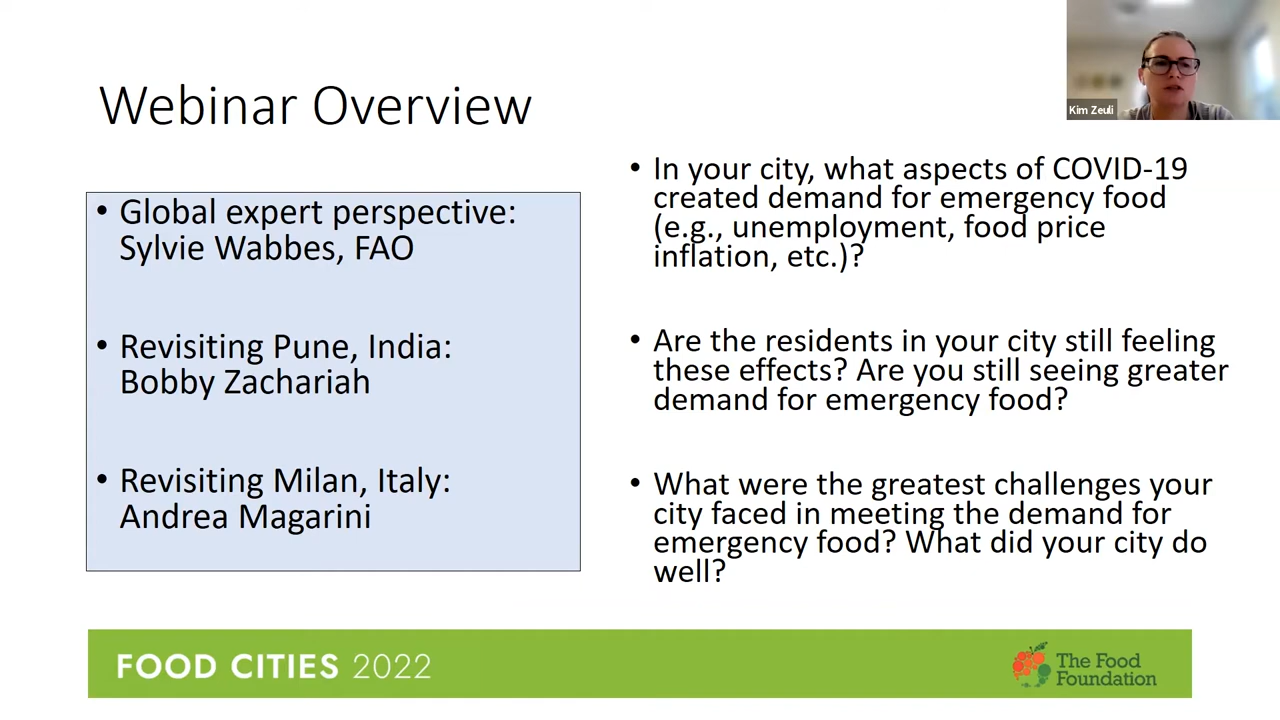 Webinar Overview
Kim Zeuli
• Global expert perspective:
Sylvie Wabbes, FAO
• Revisiting Pune, India:
Bobby Zachariah
• Revisiting Milan, Italy:
Andrea Magarini
• In your city, what aspects of COVID-19
created demand for emergency food
(e.g., unemployment, food price
inflation, etc.)?
• Are the residents in your city still feeling
these effects? Are you still seeing greater
demand for emergency food?
• What were the greatest challenges your
city faced in meeting the demand for
emergency food? What did your city do
well?
FOOD CITIES 2022
The Food
Foundation